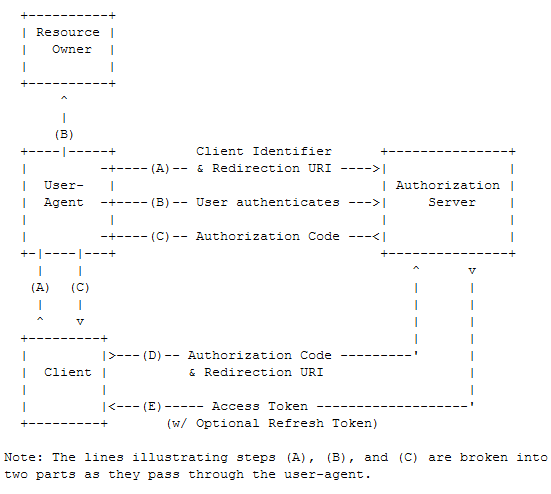 Resource
Owner
(B)
Client Identifier
(A) & Redirection URI
User- Authorization
Agent (B) User authenticates Server
(C) Authorization Code
(A) (C)
(D) Authorization Code
Client & Redirection URI
(E) Access Token
(w/ Optional Refresh Token)
Note: The lines illustrating steps (A), (B), and (C) are broken into
two parts as they pass through the user-agent.